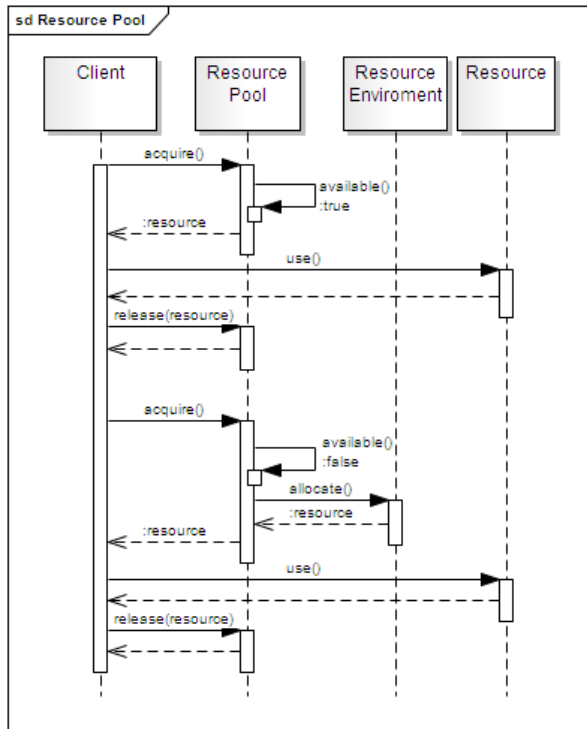 sd Resource Pool
Client
Resource
Pool
Resource
Enviroment
Resource
acquire()
available()
:true
:resource
use()
release(resource)
acquire()
available()
:false
allocate()
:resource
:resource
use()
release(resource)